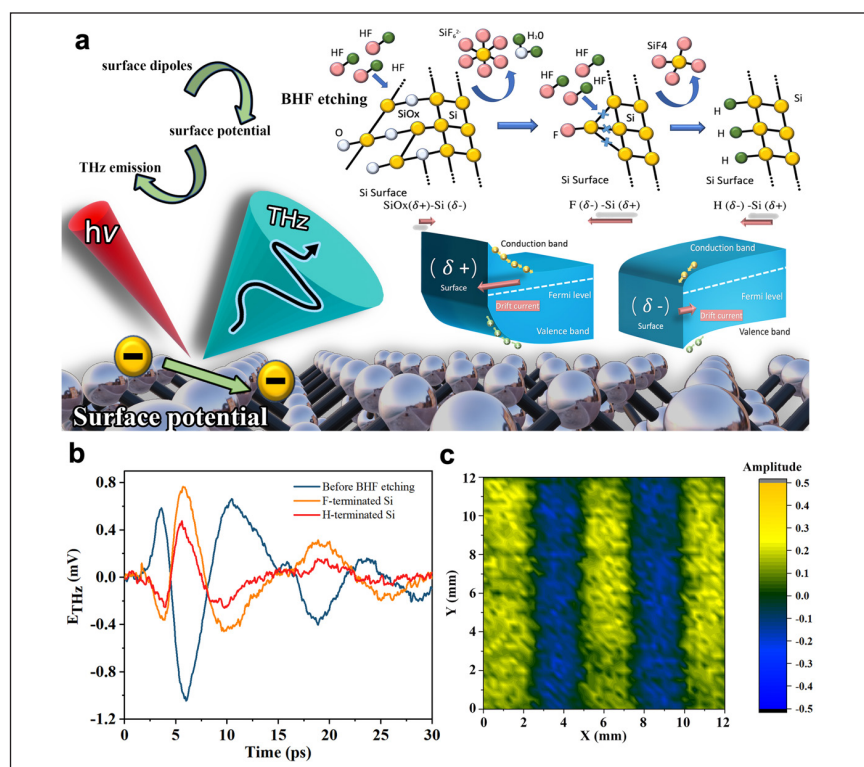 a
surface dipoles
surface potential
THz emission
hν
THz
Surface potential
BHF etching
HF
HF
HF
SiF₆²⁻
H₂0
SiOx
Si
O
Si Surface
SiOx(δ+)-Si (δ-)
HF
HF
HF
SiF4
Si
F
Si Surface
F (δ-) -Si (δ+)
H
H
H
Si
Si Surface
H (δ-) -Si (δ+)
(δ+)
Surface
Conduction band
Fermi level
Drift current
Valence band
(δ-)
Surface
Conduction band
Fermi level
Drift current
Valence band
b
Before BHF etching
F-terminated Si
H-terminated Si
E_THz (mV)
0.8
0.4
0.0
-0.4
-0.8
-1.2
0 5 10 15 20 25 30
Time (ps)
c
Y (mm)
12
10
8
6
4
2
0
0 2 4 6 8 10 12
X (mm)
Amplitude
0.5
0.4
0.3
0.2
0.1
0.0
-0.1
-0.2
-0.3
-0.4
-0.5